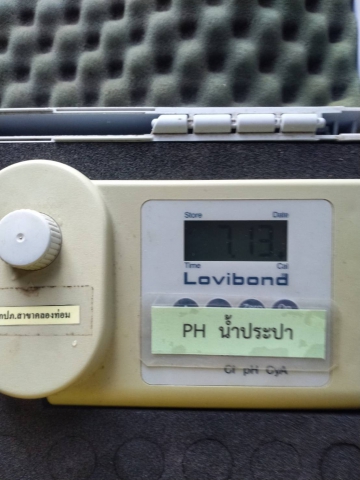 Store Date
7.13
Time Cal
Lovibond
กปภ.สาขาคลองท่อม
PH น้ำประปา
Cl pH CyA